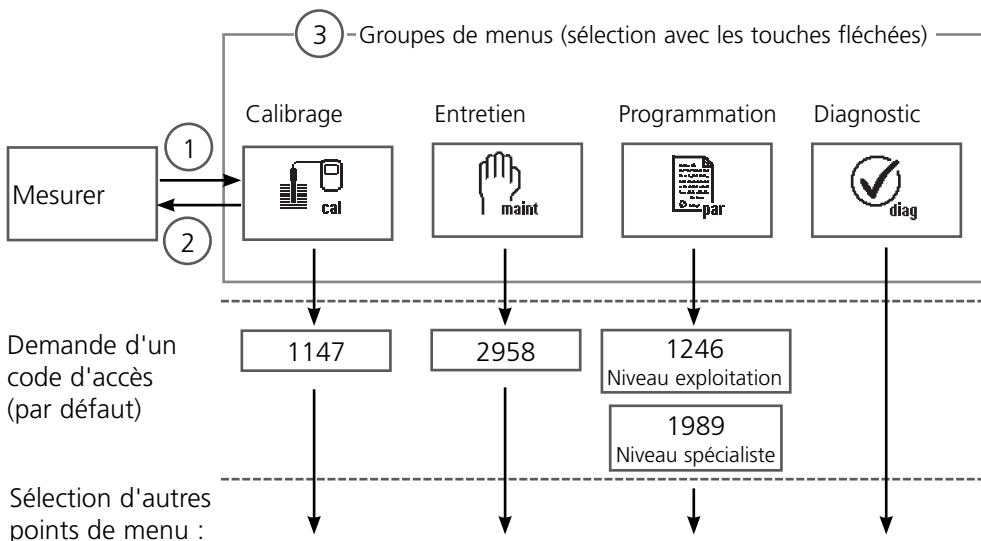 3 Groupes de menus (sélection avec les touches fléchées)
Calibrage Entretien Programmation Diagnostic
1
Mesurer
cal maint par diag
2
Demande d'un
code d'accès
(par défaut)
1147 2958 1246
Niveau exploitation
1989
Niveau spécialiste
Sélection d'autres
points de menu :